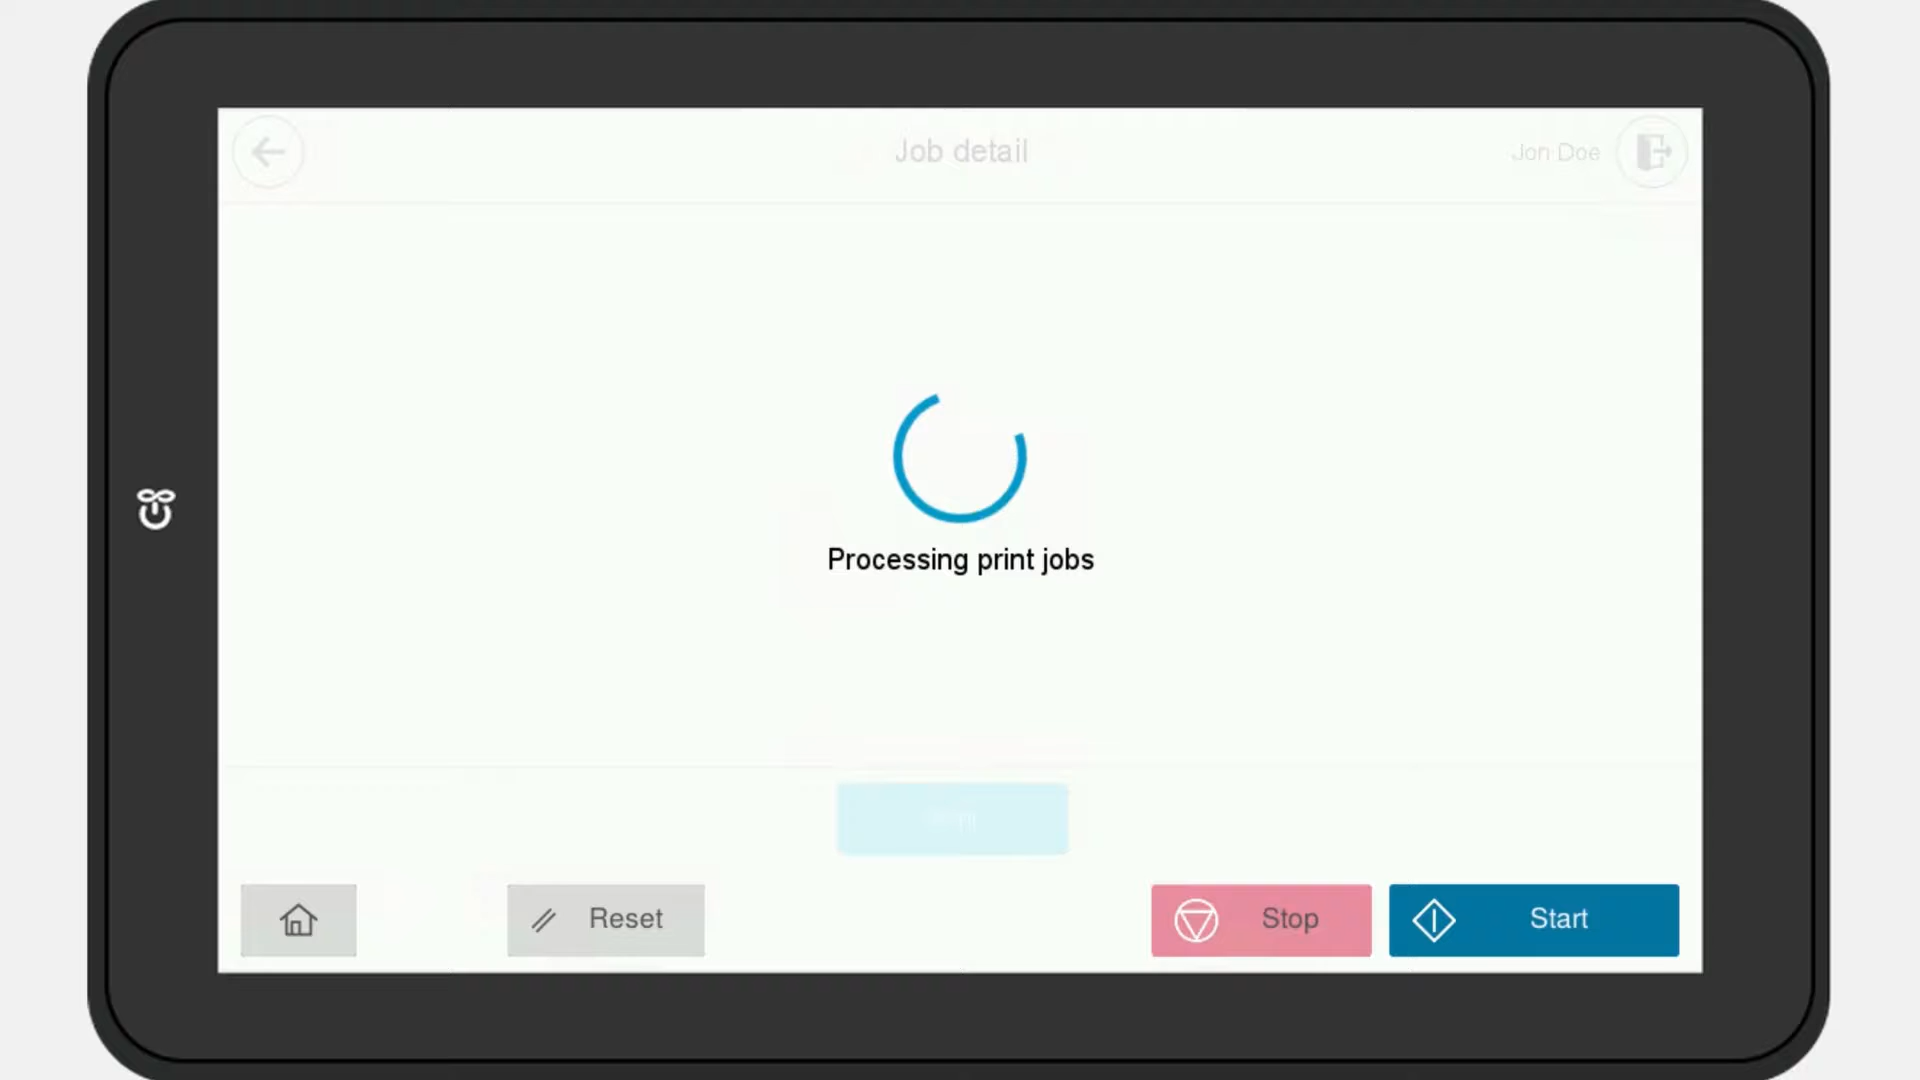 Job detail
Jon Doe
Processing print jobs
Reset
Stop
Start